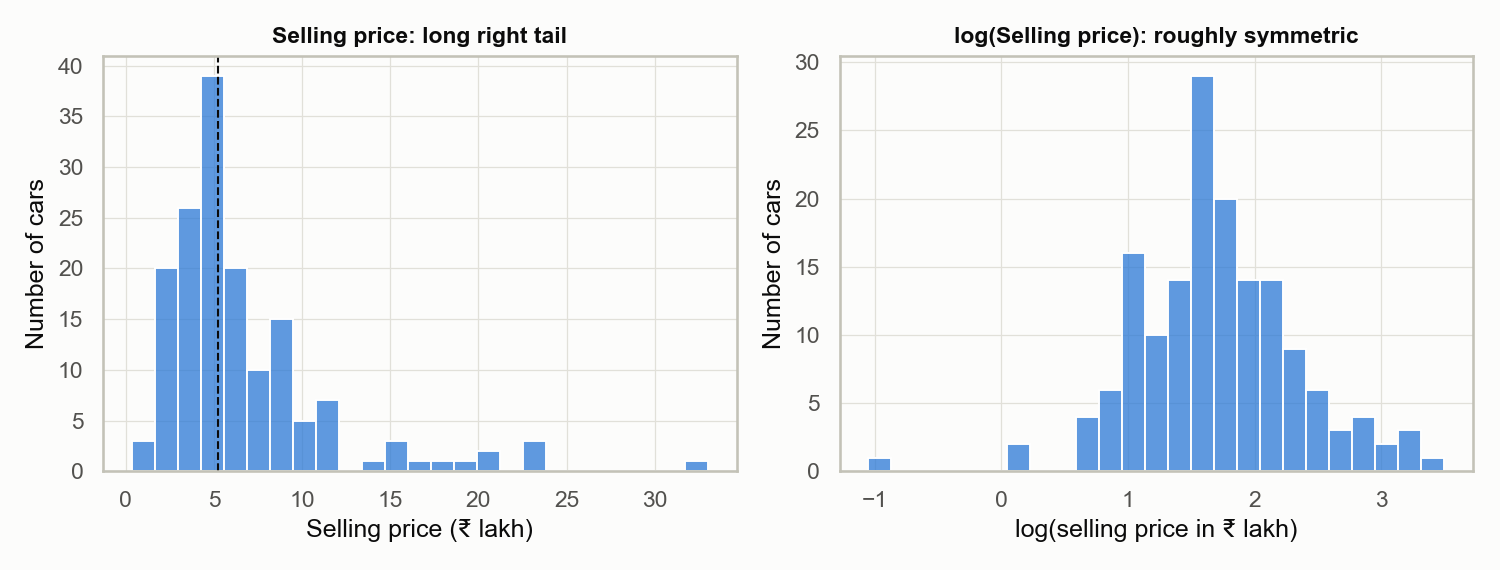 Selling price: long right tail
40
35
30
25
20
15
10
5
0
Number of cars
0 5 10 15 20 25 30
Selling price (₹ lakh)
log(Selling price): roughly symmetric
30
25
20
15
10
5
0
Number of cars
−1 0 1 2 3
log(selling price in ₹ lakh)